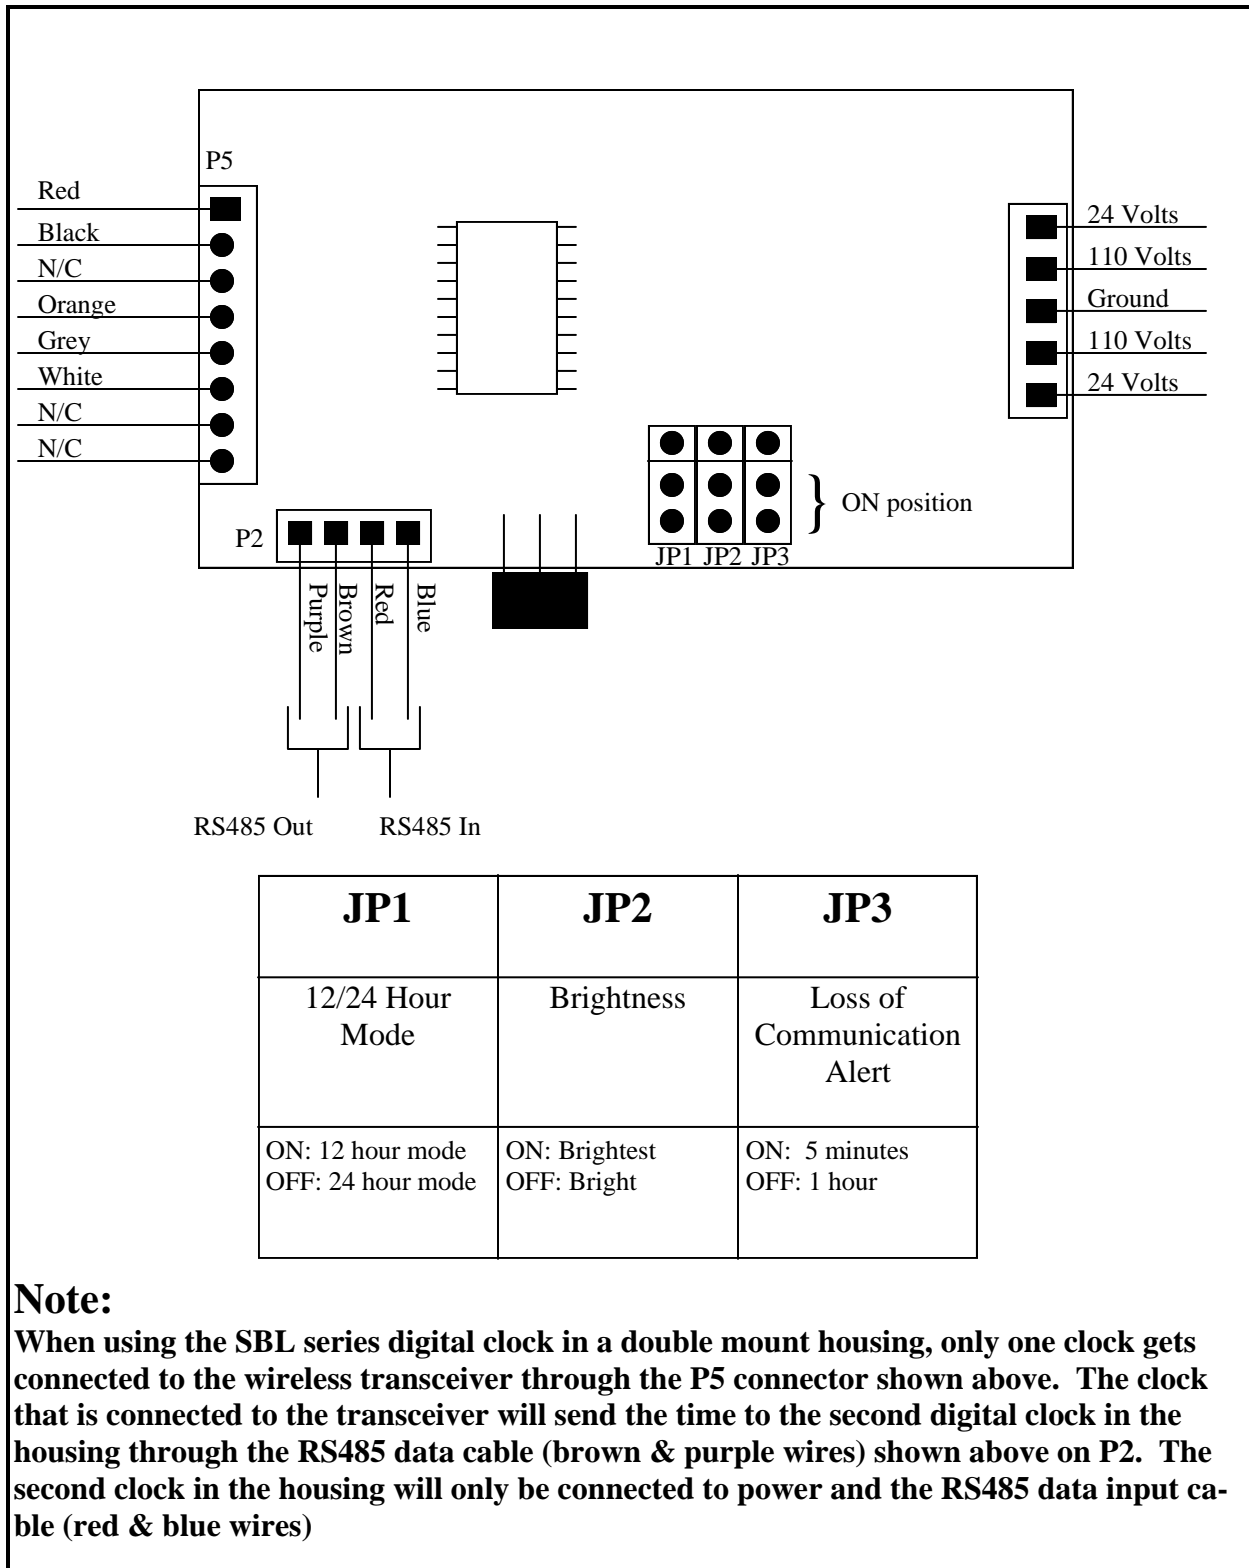 P5
Red
Black
N/C
Orange
Grey
White
N/C
N/C
24 Volts
110 Volts
Ground
110 Volts
24 Volts
ON position
JP1 JP2 JP3
P2
Purple
Brown
Red
Blue
RS485 Out
RS485 In
JP1
JP2
JP3
12/24 Hour
Mode
Brightness
Loss of
Communication
Alert
ON: 12 hour mode
OFF: 24 hour mode
ON: Brightest
OFF: Bright
ON:  5 minutes
OFF: 1 hour
Note:
When using the SBL series digital clock in a double mount housing, only one clock gets
connected to the wireless transceiver through the P5 connector shown above.  The clock
that is connected to the transceiver will send the time to the second digital clock in the
housing through the RS485 data cable (brown & purple wires) shown above on P2.  The
second clock in the housing will only be connected to power and the RS485 data input ca-
ble (red & blue wires)